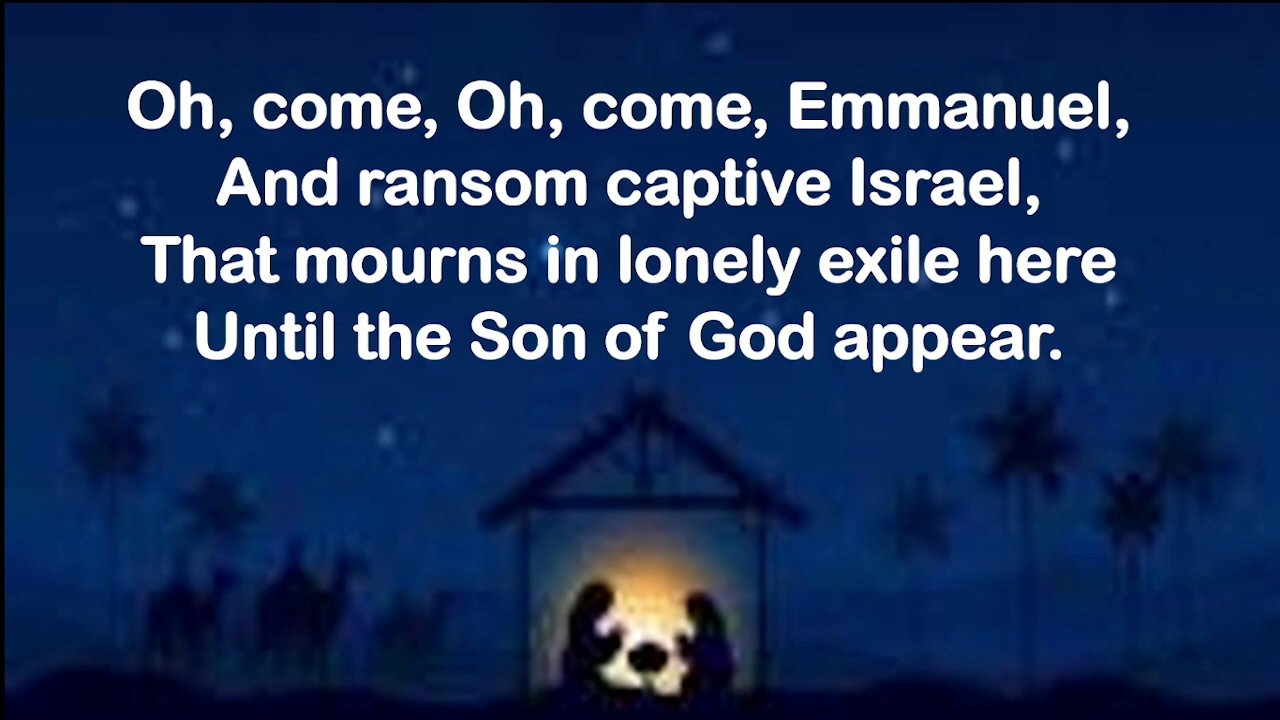 Oh, come, Oh, come, Emmanuel,
And ransom captive Israel,
That mourns in lonely exile here
Until the Son of God appear.